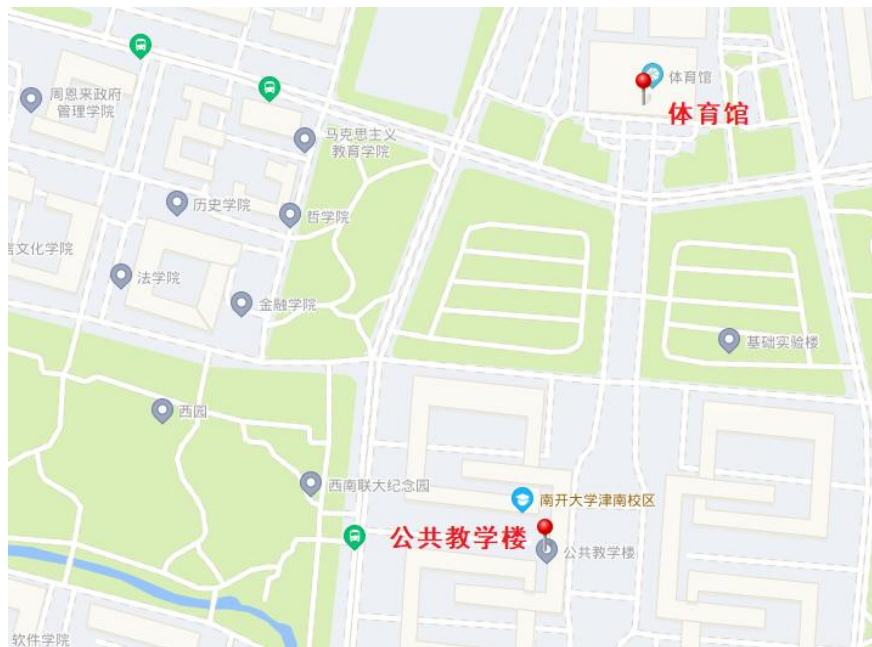 体育馆
体育馆
周恩来政府
管理学院
马克思主义
教育学院
历史学院
哲学院
言文化学院
法学院
金融学院
基础实验楼
西园
西南联大纪念园
南开大学津南校区
公共教学楼
公共教学楼
软件学院